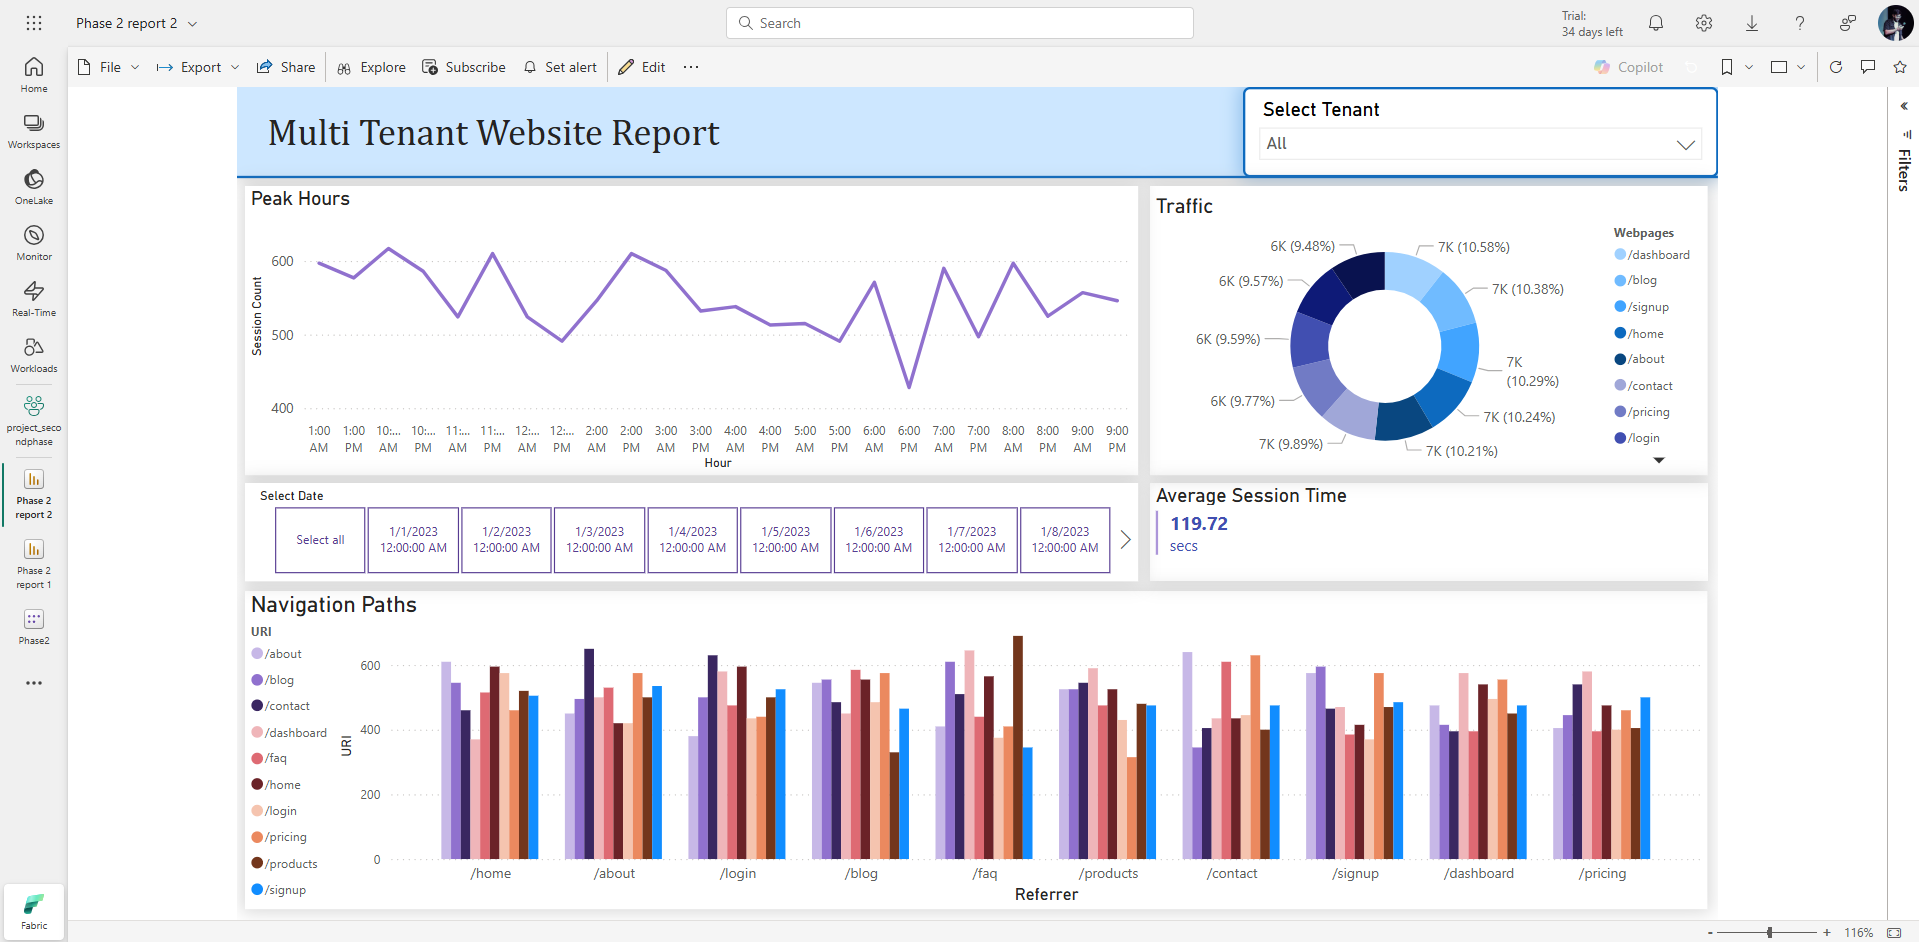 Phase 2 report 2
Search
Trial:
34 days left
File
Export
Share
Explore
Subscribe
Set alert
Edit
Copilot
Home
Workspaces
OneLake
Monitor
Real-Time
Workloads
project_seco
ndphase
Phase 2
report 2
Phase 2
report 1
Phase2
Fabric
Multi Tenant Website Report
Select Tenant
All
Filters
Peak Hours
Session Count
600
500
400
1:00 AM
1:00 PM
10:... AM
10:... PM
11:... AM
11:... PM
12:... AM
12:... PM
2:00 AM
2:00 PM
3:00 AM
3:00 PM
4:00 AM
4:00 PM
5:00 AM
5:00 PM
6:00 AM
6:00 PM
7:00 AM
7:00 PM
8:00 AM
8:00 PM
9:00 AM
9:00 PM
Hour
Traffic
6K (9.48%)
7K (10.58%)
6K (9.57%)
7K (10.38%)
6K (9.59%)
7K
(10.29%)
6K (9.77%)
7K (10.24%)
7K (9.89%)
7K (10.21%)
Webpages
/dashboard
/blog
/signup
/home
/about
/contact
/pricing
/login
Select Date
Select all
1/1/2023
12:00:00 AM
1/2/2023
12:00:00 AM
1/3/2023
12:00:00 AM
1/4/2023
12:00:00 AM
1/5/2023
12:00:00 AM
1/6/2023
12:00:00 AM
1/7/2023
12:00:00 AM
1/8/2023
12:00:00 AM
Average Session Time
119.72
secs
Navigation Paths
URI
/about
/blog
/contact
/dashboard
/faq
/home
/login
/pricing
/products
/signup
URI
600
400
200
0
/home
/about
/login
/blog
/faq
/products
/contact
/signup
/dashboard
/pricing
Referrer
- + 116%